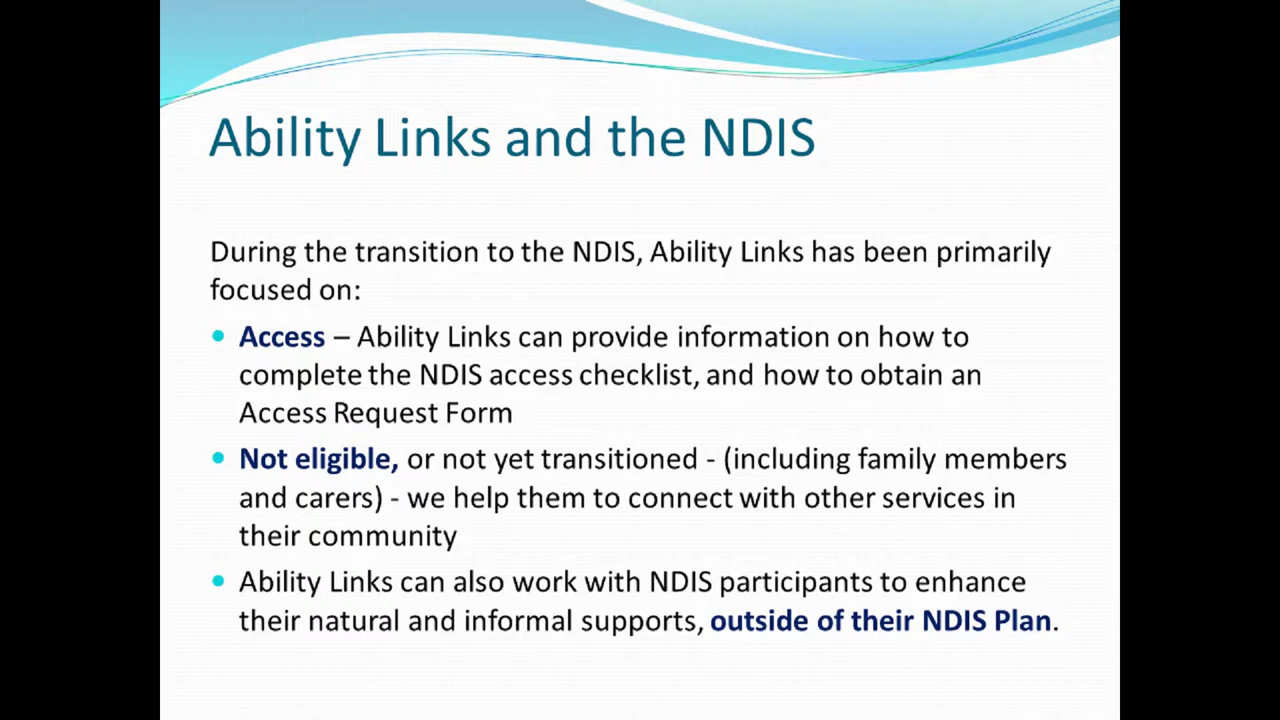 Ability Links and the NDIS
During the transition to the NDIS, Ability Links has been primarily
focused on:
• Access – Ability Links can provide information on how to
complete the NDIS access checklist, and how to obtain an
Access Request Form
• Not eligible, or not yet transitioned - (including family members
and carers) - we help them to connect with other services in
their community
• Ability Links can also work with NDIS participants to enhance
their natural and informal supports, outside of their NDIS Plan.